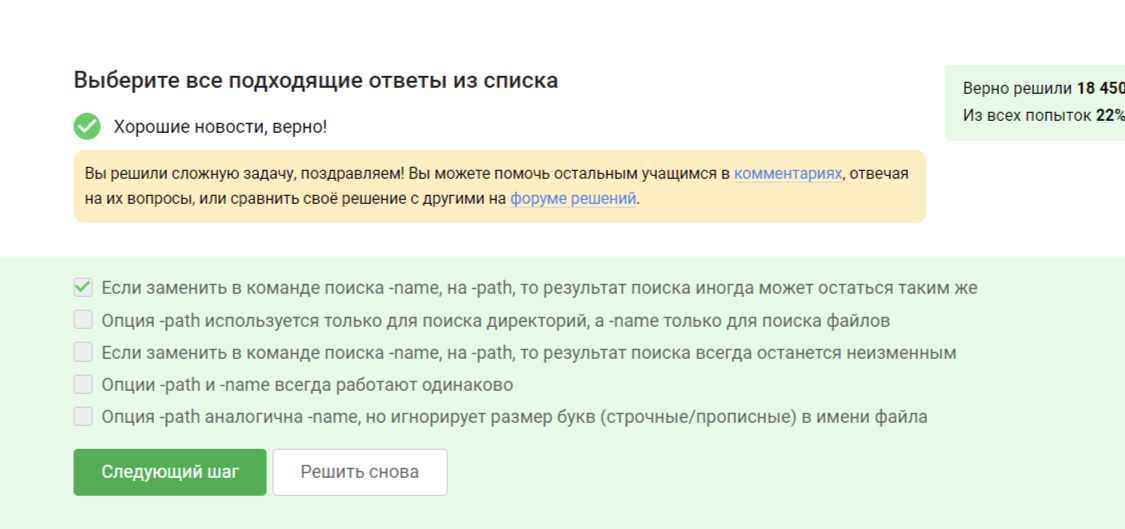 Выберите все подходящие ответы из списка
Верно решили 18 450
Из всех попыток 22%
Хорошие новости, верно!
Вы решили сложную задачу, поздравляем! Вы можете помочь остальным учащимся в комментариях, отвечая
на их вопросы, или сравнить своё решение с другими на форуме решений.
Если заменить в команде поиска -name, на -path, то результат поиска иногда может остаться таким же
Опция -path используется только для поиска директорий, а -name только для поиска файлов
Если заменить в команде поиска -name, на -path, то результат поиска всегда останется неизменным
Опции -path и -name всегда работают одинаково
Опция -path аналогична -name, но игнорирует размер букв (строчные/прописные) в имени файла
Следующий шаг
Решить снова